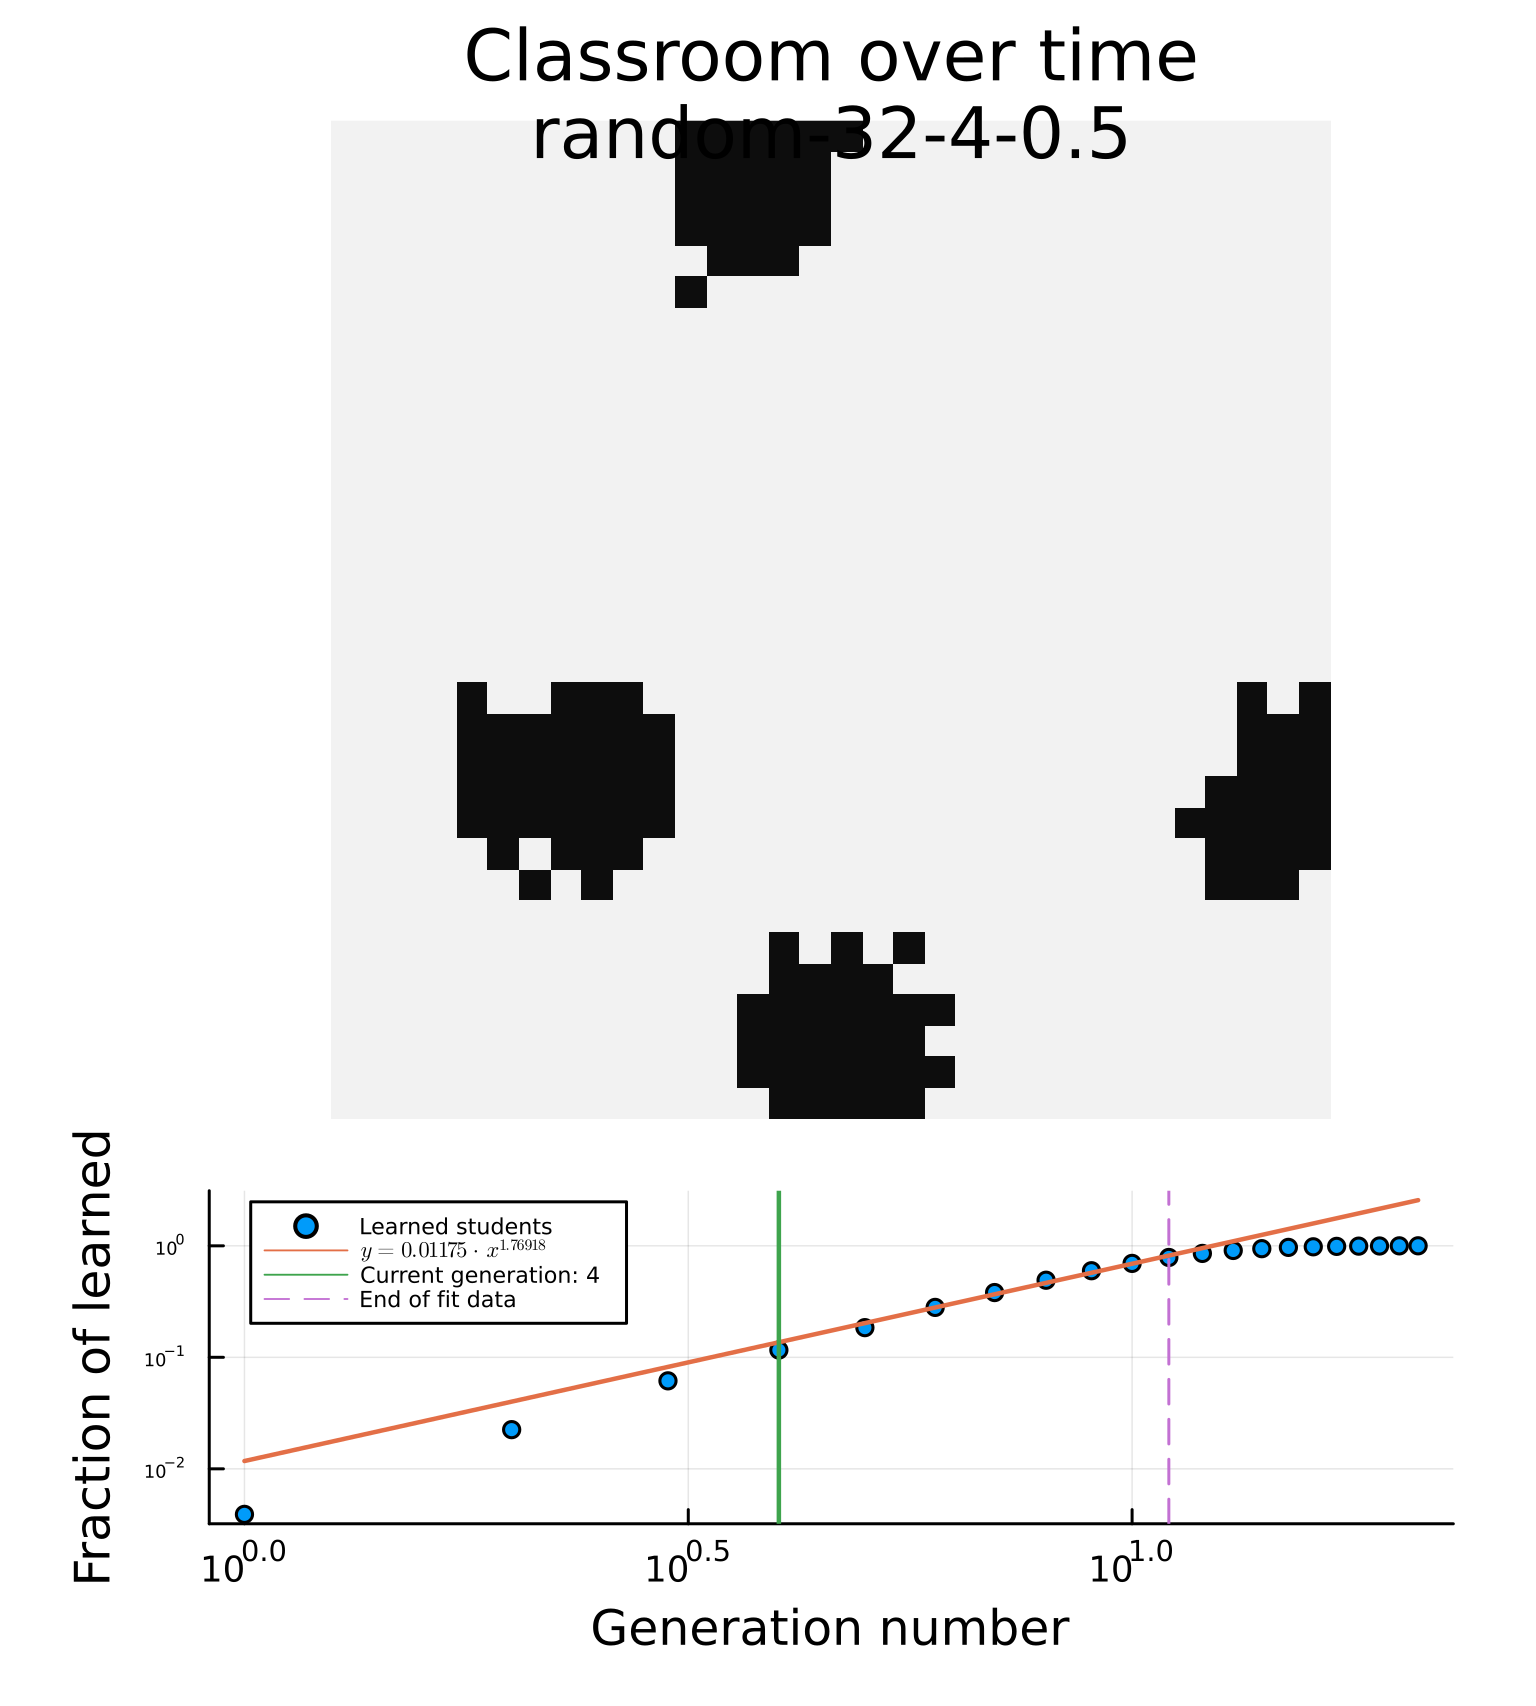 Classroom over time
random-32-4-0.5
Fraction of learned
10^0
10^−1
10^−2
Learned students
y = 0.01175 · x^1.76918
Current generation: 4
End of fit data
10^0.0
10^0.5
10^1.0
Generation number